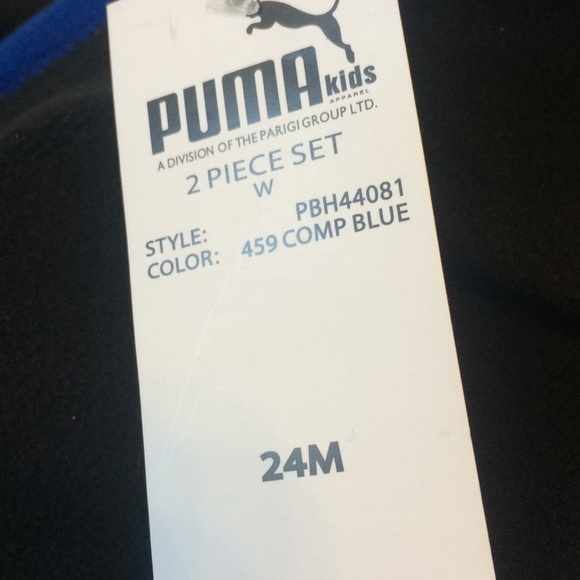 PUMA kids
APPAREL
A DIVISION OF THE PARIGI GROUP LTD.
2 PIECE SET
W
STYLE: PBH44081
COLOR: 459 COMP BLUE
24M